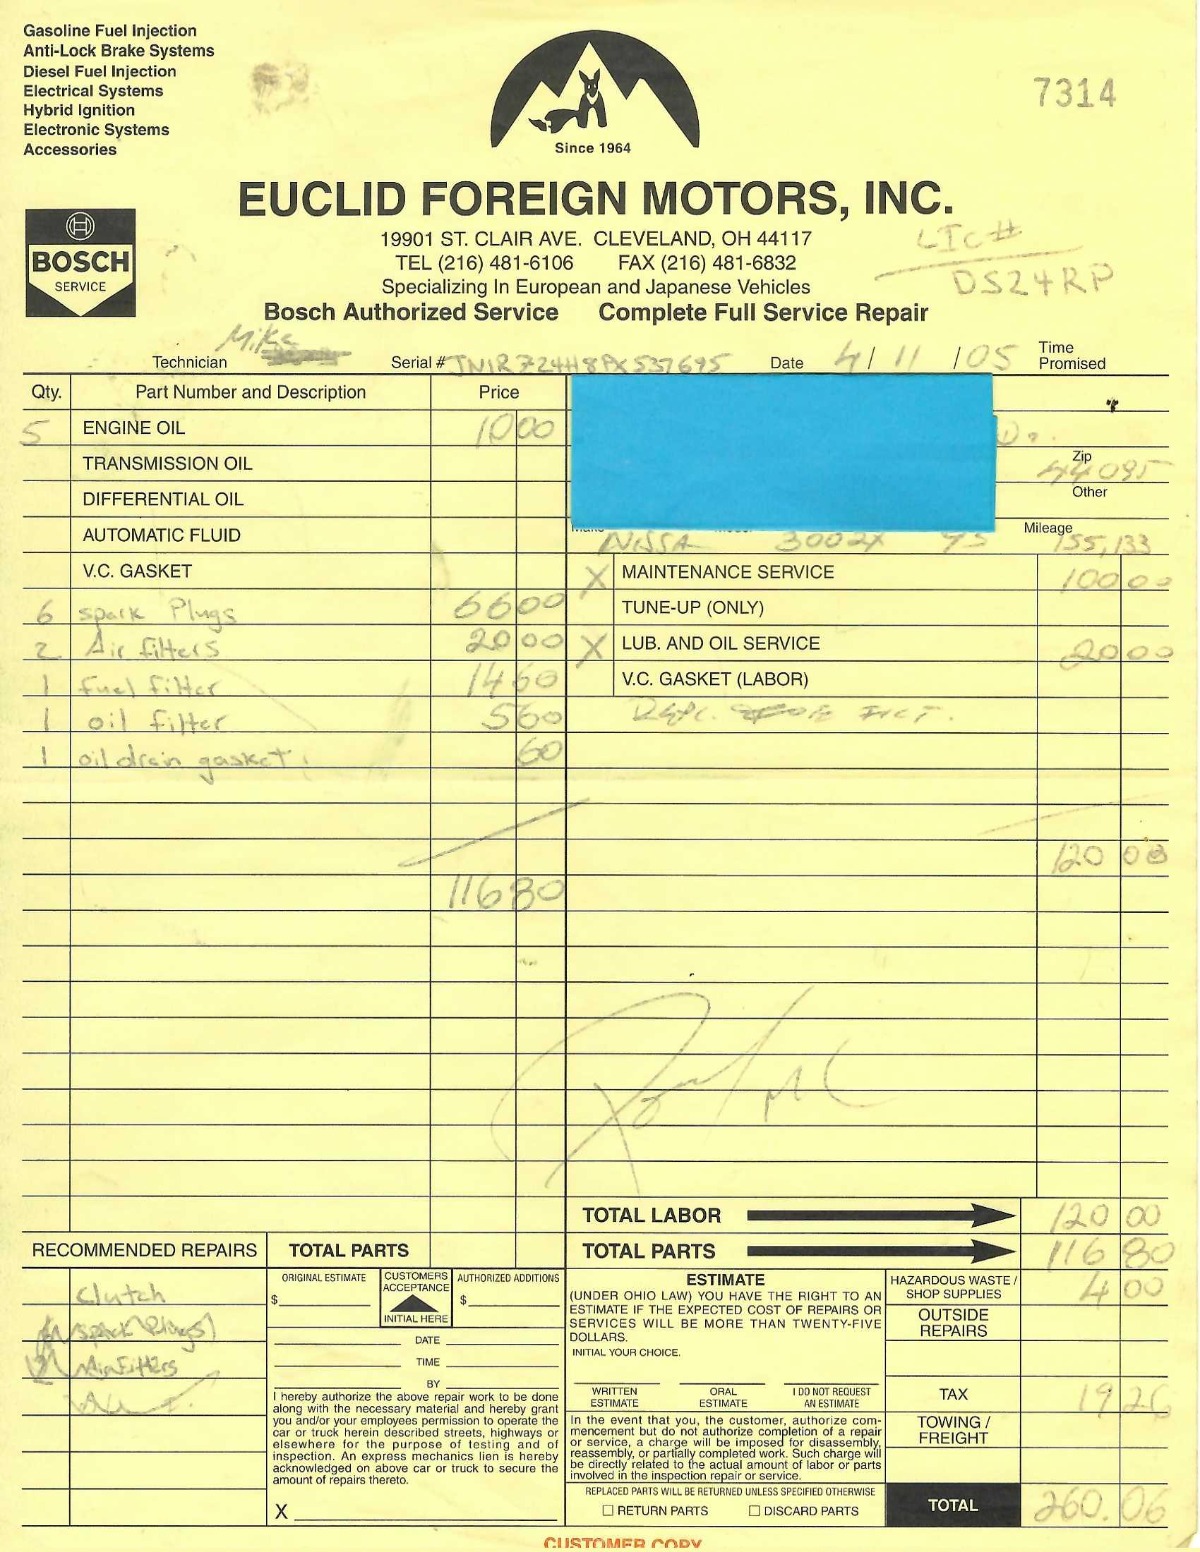 Gasoline Fuel Injection
Anti-Lock Brake Systems
Diesel Fuel Injection
Electrical Systems
Hybrid Ignition
Electronic Systems
Accessories
Since 1964
7314
EUCLID FOREIGN MOTORS, INC.
BOSCH
SERVICE
19901 ST. CLAIR AVE. CLEVELAND, OH 44117
TEL (216) 481-6106 FAX (216) 481-6832
Specializing In European and Japanese Vehicles
Bosch Authorized Service Complete Full Service Repair
LIC#
DS24RP
Technician Mike Serial # Date 4/11/05 Time Promised
Qty. Part Number and Description Price
5 ENGINE OIL 10 00
TRANSMISSION OIL
DIFFERENTIAL OIL
AUTOMATIC FLUID
V.C. GASKET
6 spark Plugs 66 00
2 Air filters 20 00
1 fuel filter 14 60
1 oil filter 5 60
1 oil drain gasket 60
116 80
Zip
44095
Other
Mileage
NISSA 300ZX 93 155,133
X MAINTENANCE SERVICE 100 00
TUNE-UP (ONLY)
X LUB. AND OIL SERVICE 20 00
V.C. GASKET (LABOR)
120 00
TOTAL LABOR 120 00
TOTAL PARTS 116 80
RECOMMENDED REPAIRS
Clutch
Spark Plugs
Air Filters
TOTAL PARTS
ORIGINAL ESTIMATE
$
CUSTOMERS ACCEPTANCE
INITIAL HERE
AUTHORIZED ADDITIONS
$
DATE
TIME
BY
I hereby authorize the above repair work to be done
along with the necessary material and hereby grant
you and/or your employees permission to operate the
car or truck herein described streets, highways or
elsewhere for the purpose of testing and of
inspection. An express mechanics lien is hereby
acknowledged on above car or truck to secure the
amount of repairs thereto.
X
ESTIMATE
(UNDER OHIO LAW) YOU HAVE THE RIGHT TO AN
ESTIMATE IF THE EXPECTED COST OF REPAIRS OR
SERVICES WILL BE MORE THAN TWENTY-FIVE
DOLLARS.
INITIAL YOUR CHOICE.
WRITTEN ESTIMATE ORAL ESTIMATE I DO NOT REQUEST AN ESTIMATE
In the event that you, the customer, authorize com-
mencement but do not authorize completion of a repair
or service, a charge will be imposed for disassembly,
reassembly, or partially completed work. Such charge will
be directly related to the actual amount of labor or parts
involved in the inspection repair or service.
REPLACED PARTS WILL BE RETURNED UNLESS SPECIFIED OTHERWISE
☐ RETURN PARTS ☐ DISCARD PARTS
HAZARDOUS WASTE / SHOP SUPPLIES 4 00
OUTSIDE REPAIRS
TAX 19 26
TOWING / FREIGHT
TOTAL 260.06
CUSTOMER COPY